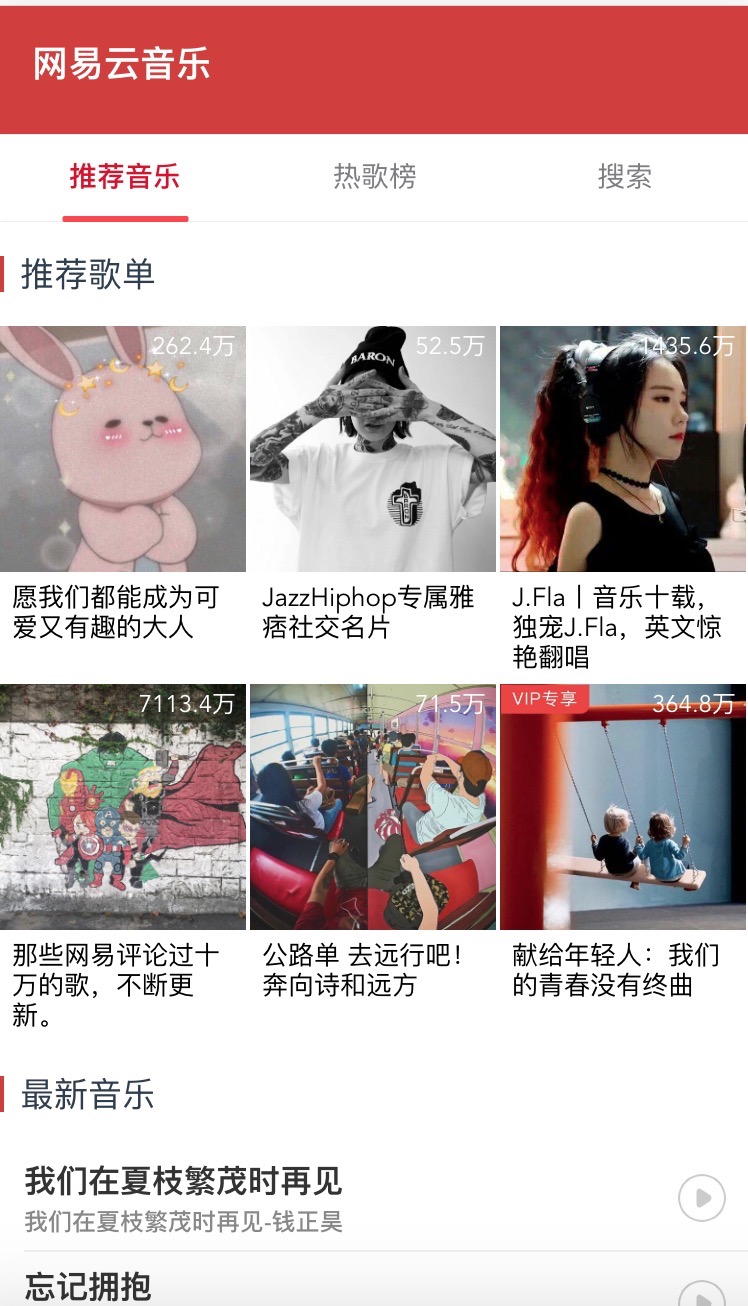 网易云音乐
推荐音乐
热歌榜
搜索
推荐歌单
262.4万
52.5万
1435.6万
BARON
愿我们都能成为可
爱又有趣的大人
JazzHiphop专属雅
痞社交名片
J.Fla丨音乐十载，
独宠J.Fla，英文惊
艳翻唱
7113.4万
71.5万
VIP专享
364.8万
那些网易评论过十
万的歌，不断更
新。
公路单 去远行吧！
奔向诗和远方
献给年轻人：我们
的青春没有终曲
最新音乐
我们在夏枝繁茂时再见
我们在夏枝繁茂时再见-钱正昊
忘记拥抱